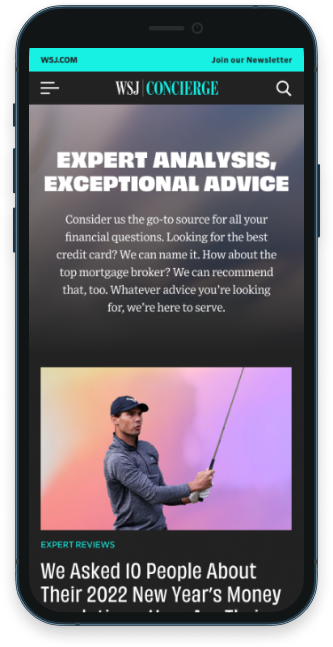 WSJ.COM
Join our Newsletter
WSJ CONCIERGE
EXPERT ANALYSIS,
EXCEPTIONAL ADVICE
Consider us the go-to source for all your
financial questions. Looking for the best
credit card? We can name it. How about the
top mortgage broker? We can recommend
that, too. Whatever advice you’re looking
for, we’re here to serve.
EXPERT REVIEWS
We Asked 10 People About
Their 2022 New Year’s Money